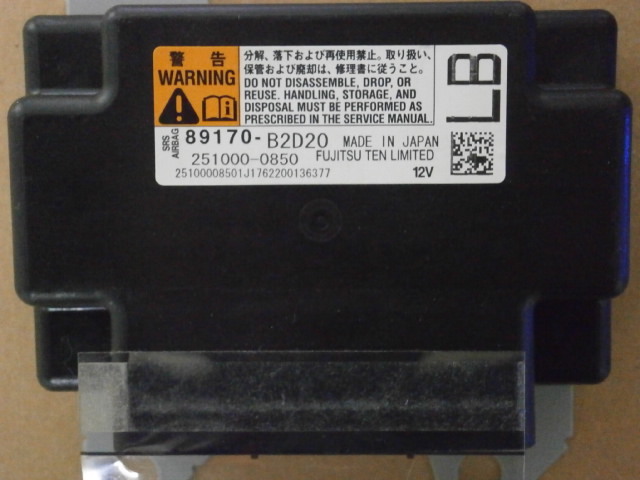 警告
WARNING
分解、落下および再使用禁止。取り扱い、
保管および廃却は、修理書に従うこと。
DO NOT DISASSEMBLE, DROP, OR
REUSE. HANDLING, STORAGE, AND
DISPOSAL MUST BE PERFORMED AS
PRESCRIBED IN THE SERVICE MANUAL.
LB
SRS
AIRBAG
89170-B2D20 MADE IN JAPAN
251000-0850 FUJITSU TEN LIMITED
25100008501J1762200136377 12V